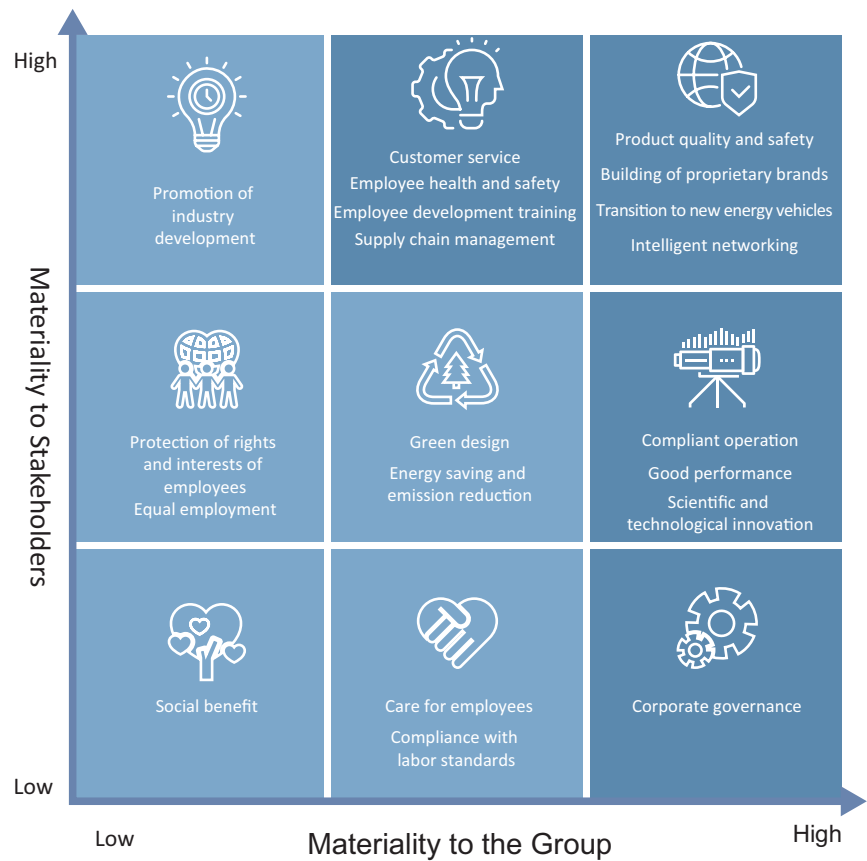 High
Promotion of
industry
development
Customer service
Employee health and safety
Employee development training
Supply chain management
Product quality and safety
Building of proprietary brands
Transition to new energy vehicles
Intelligent networking
Materiality to Stakeholders
Protection of rights
and interests of
employees
Equal employment
Green design
Energy saving and
emission reduction
Compliant operation
Good performance
Scientific and
technological innovation
Social benefit
Care for employees
Compliance with
labor standards
Corporate governance
Low
Low
Materiality to the Group
High